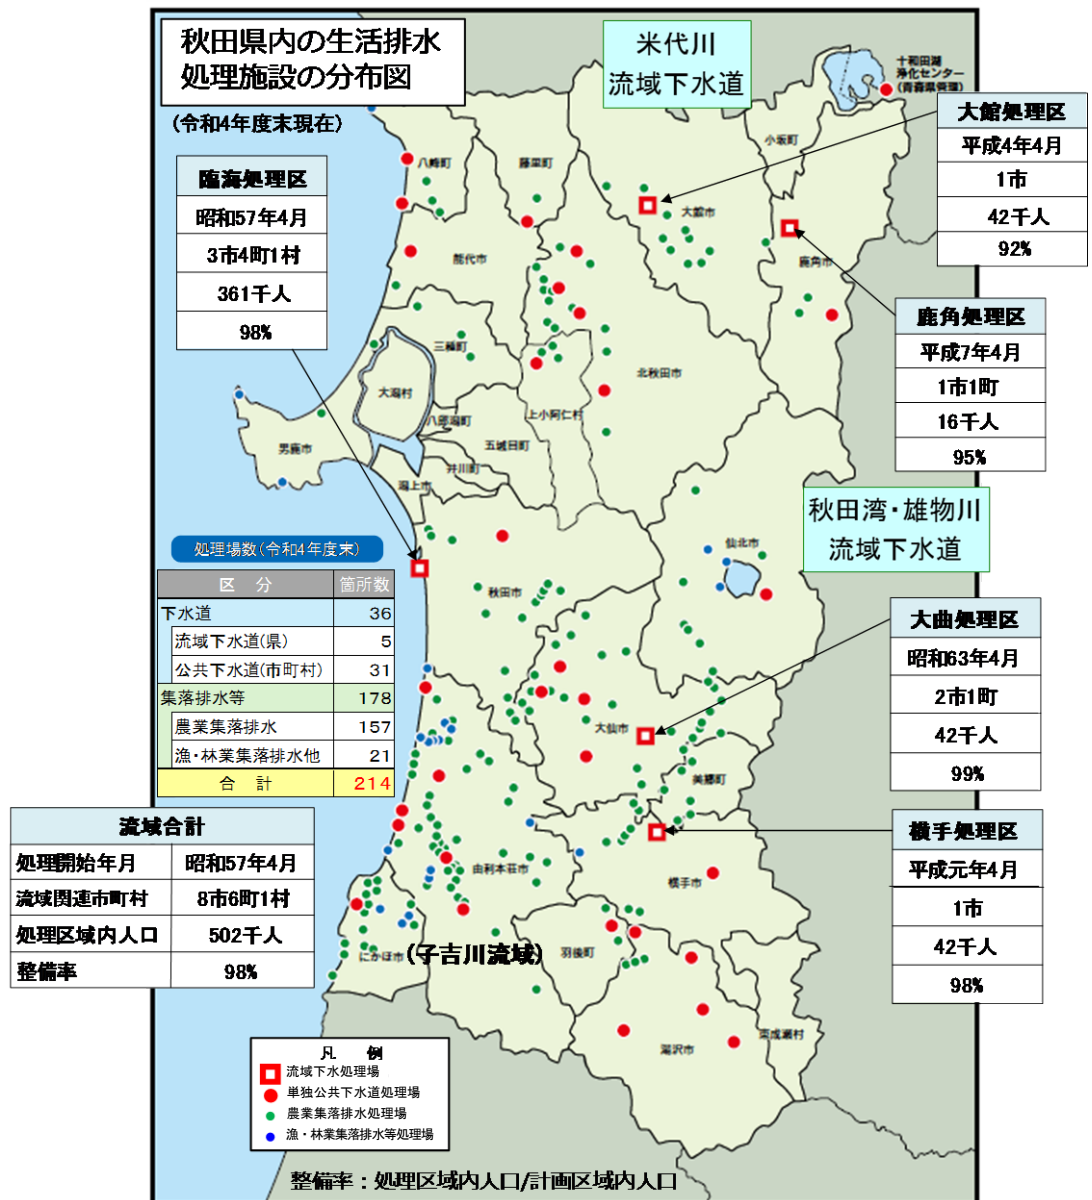 秋田県内の生活排水
処理施設の分布図
(令和4年度末現在)
米代川
流域下水道
十和田湖
浄化センター
(青森県管理)
大館処理区
平成4年4月
1市
42千人
92%
臨海処理区
昭和57年4月
3市4町1村
361千人
98%
鹿角処理区
平成7年4月
1市1町
16千人
95%
小坂町
八峰町
藤里町
大館市
能代市
鹿角市
三種町
北秋田市
大潟村
上小阿仁村
八郎潟町
五城目町
男鹿市
井川町
潟上市
秋田湾・雄物川
流域下水道
仙北市
秋田市
処理場数(令和4年度末)
区 分 箇所数
下水道 36
流域下水道(県) 5
公共下水道(市町村) 31
集落排水等 178
農業集落排水 157
漁・林業集落排水他 21
合 計 214
大曲処理区
昭和63年4月
2市1町
42千人
99%
大仙市
美郷町
流域合計
処理開始年月 昭和57年4月
流域関連市町村 8市6町1村
処理区域内人口 502千人
整備率 98%
横手処理区
平成元年4月
1市
42千人
98%
由利本荘市
横手市
にかほ市
(子吉川流域)
羽後町
東成瀬村
湯沢市
凡 例
流域下水処理場
単独公共下水道処理場
農業集落排水処理場
漁・林業集落排水等処理場
整備率：処理区域内人口/計画区域内人口